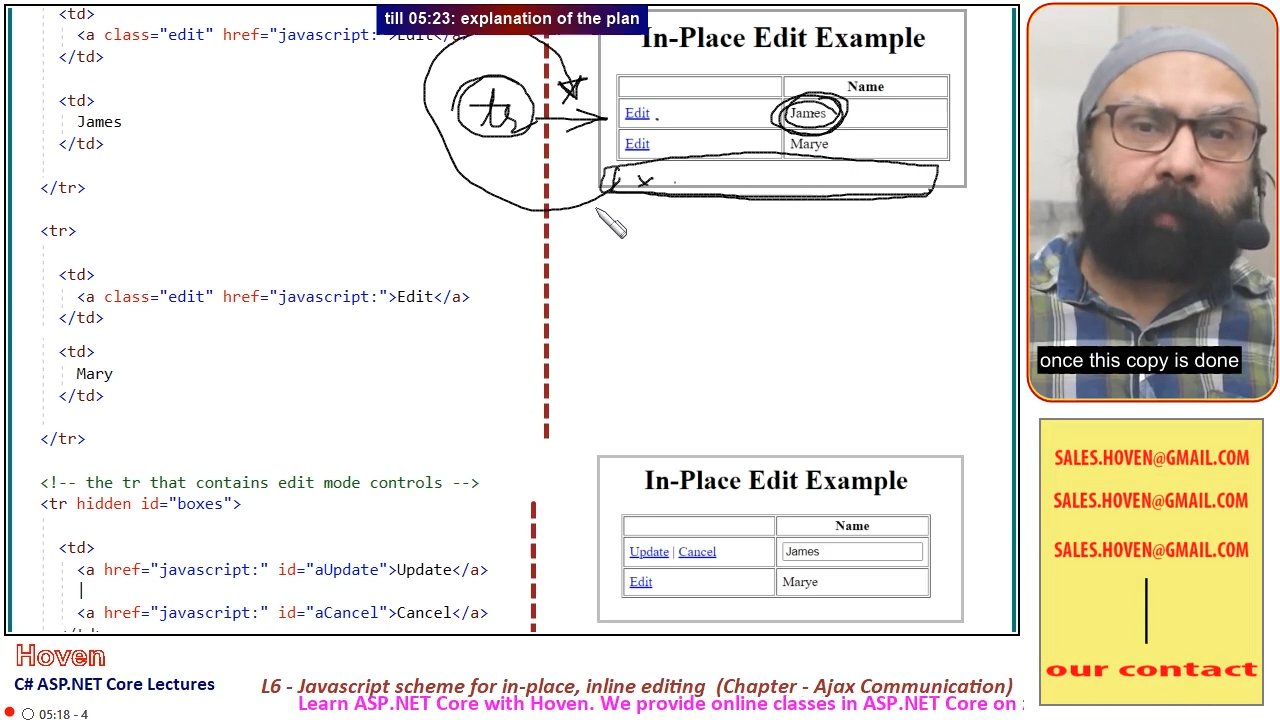 till 05:23: explanation of the plan
<td>
<a class="edit" href="javascript:">Edit</a>
</td>
<td>
James
</td>
</tr>
<tr>
<td>
<a class="edit" href="javascript:">Edit</a>
</td>
<td>
Mary
</td>
</tr>
<!-- the tr that contains edit mode controls -->
<tr hidden id="boxes">
<td>
<a href="javascript:" id="aUpdate">Update</a>
|
<a href="javascript:" id="aCancel">Cancel</a>
tr
In-Place Edit Example
Name
Edit James
Edit Marye
In-Place Edit Example
Name
Update | Cancel James
Edit Marye
once this copy is done
SALES.HOVEN@GMAIL.COM
SALES.HOVEN@GMAIL.COM
SALES.HOVEN@GMAIL.COM
our contact
Hoven
C# ASP.NET Core Lectures
L6 - Javascript scheme for in-place, inline editing (Chapter - Ajax Communication)
Learn ASP.NET Core with Hoven. We provide online classes in ASP.NET Core on
05:18 - 4